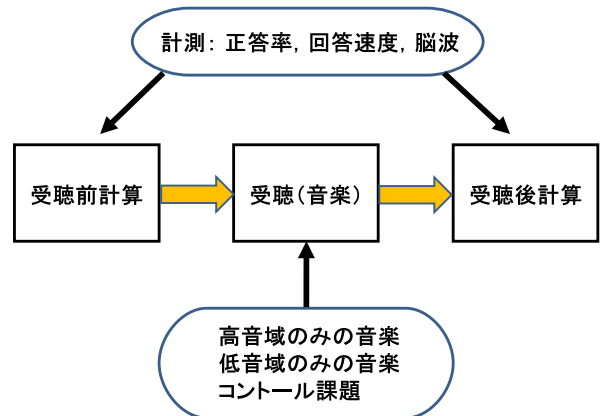 計測： 正答率，回答速度，脳波
受聴前計算
受聴（音楽）
受聴後計算
高音域のみの音楽
低音域のみの音楽
コントール課題